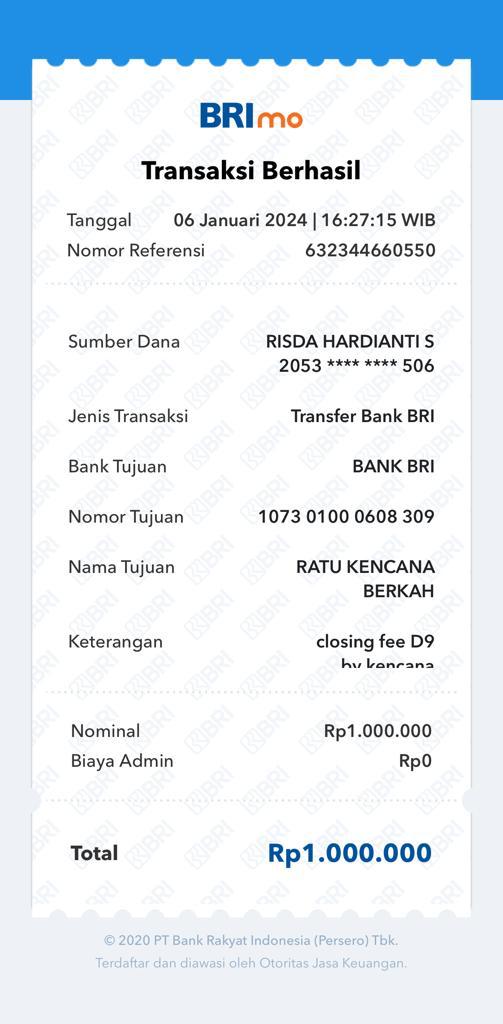 BRImo
Transaksi Berhasil
Tanggal 06 Januari 2024 | 16:27:15 WIB
Nomor Referensi 632344660550
Sumber Dana RISDA HARDIANTI S
2053 **** **** 506
Jenis Transaksi Transfer Bank BRI
Bank Tujuan BANK BRI
Nomor Tujuan 1073 0100 0608 309
Nama Tujuan RATU KENCANA
BERKAH
Keterangan closing fee D9
by kencana
Nominal Rp1.000.000
Biaya Admin Rp0
Total Rp1.000.000
© 2020 PT Bank Rakyat Indonesia (Persero) Tbk.
Terdaftar dan diawasi oleh Otoritas Jasa Keuangan.